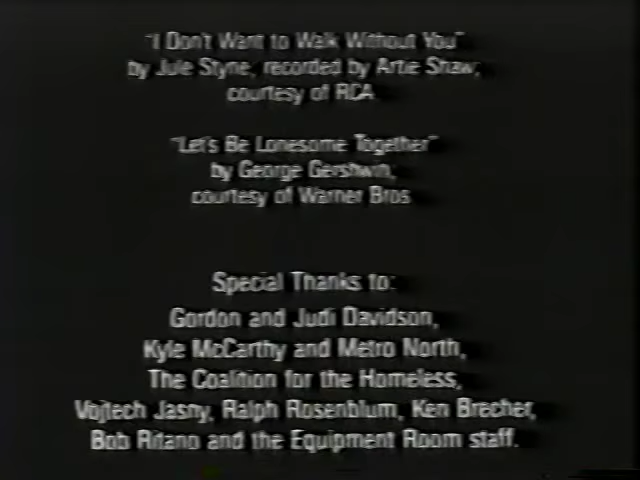 "I Don't Want to Walk Without You"
by Jule Styne, recorded by Artie Shaw,
courtesy of RCA
"Let's Be Lonesome Together"
by George Gershwin,
courtesy of Warner Bros
Special Thanks to:
Gordon and Judi Davidson,
Kyle McCarthy and Metro North,
The Coalition for the Homeless,
Vojtech Jasny, Ralph Rosenblum, Ken Brecher,
Bob Ritano and the Equipment Room staff.